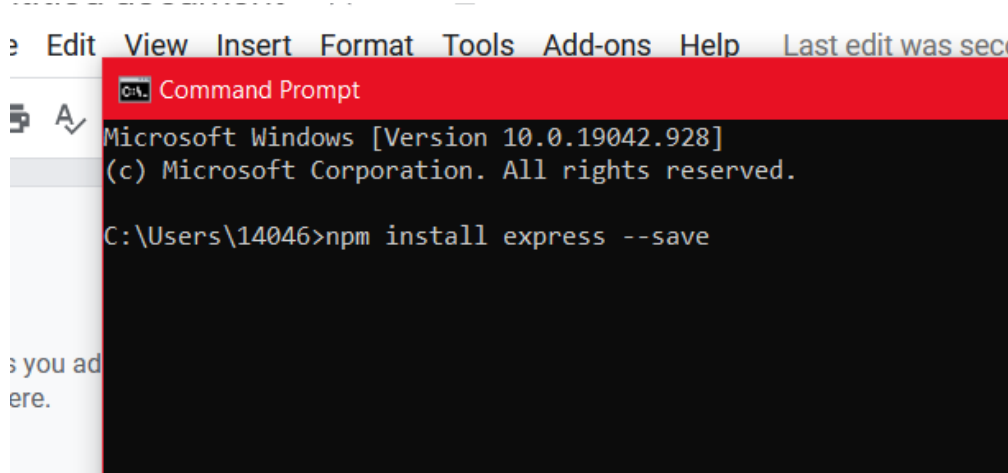 Edit View Insert Format Tools Add-ons Help Last edit was
Command Prompt
Microsoft Windows [Version 10.0.19042.928]
(c) Microsoft Corporation. All rights reserved.
C:\Users\14046>npm install express --save
you ad
ere.